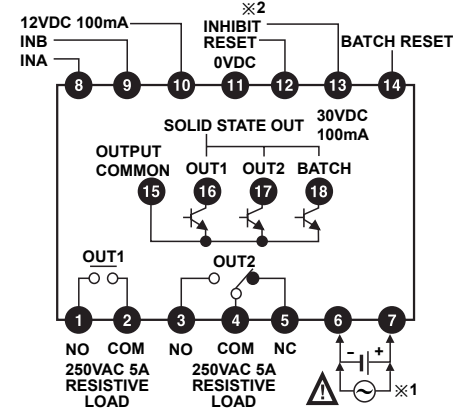 ※2
12VDC 100mA INHIBIT
INB RESET BATCH RESET
INA 0VDC
8 9 10 11 12 13 14
SOLID STATE OUT 30VDC
100mA
OUTPUT
COMMON OUT1 OUT2 BATCH
15 16 17 18
OUT1 OUT2
1 2 3 4 5 6 7
NO COM NO COM NC - +
250VAC 5A 250VAC 5A
RESISTIVE RESISTIVE ※1
LOAD LOAD